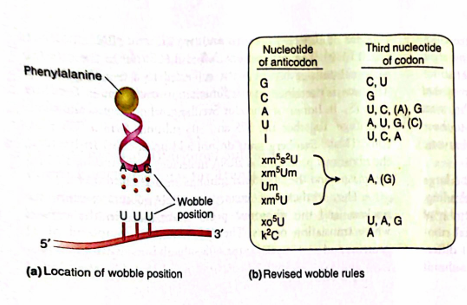 Phenylalanine
A A G
Wobble
position
U U U
5′
3′
(a) Location of wobble position
Nucleotide
of anticodon
Third nucleotide
of codon
G C, U
C G
A U, C, (A), G
U A, U, G, (C)
I U, C, A
xm⁵s²U
xm⁵Um
Um
xm⁵U
A, (G)
xo⁵U U, A, G
k²C A
(b) Revised wobble rules